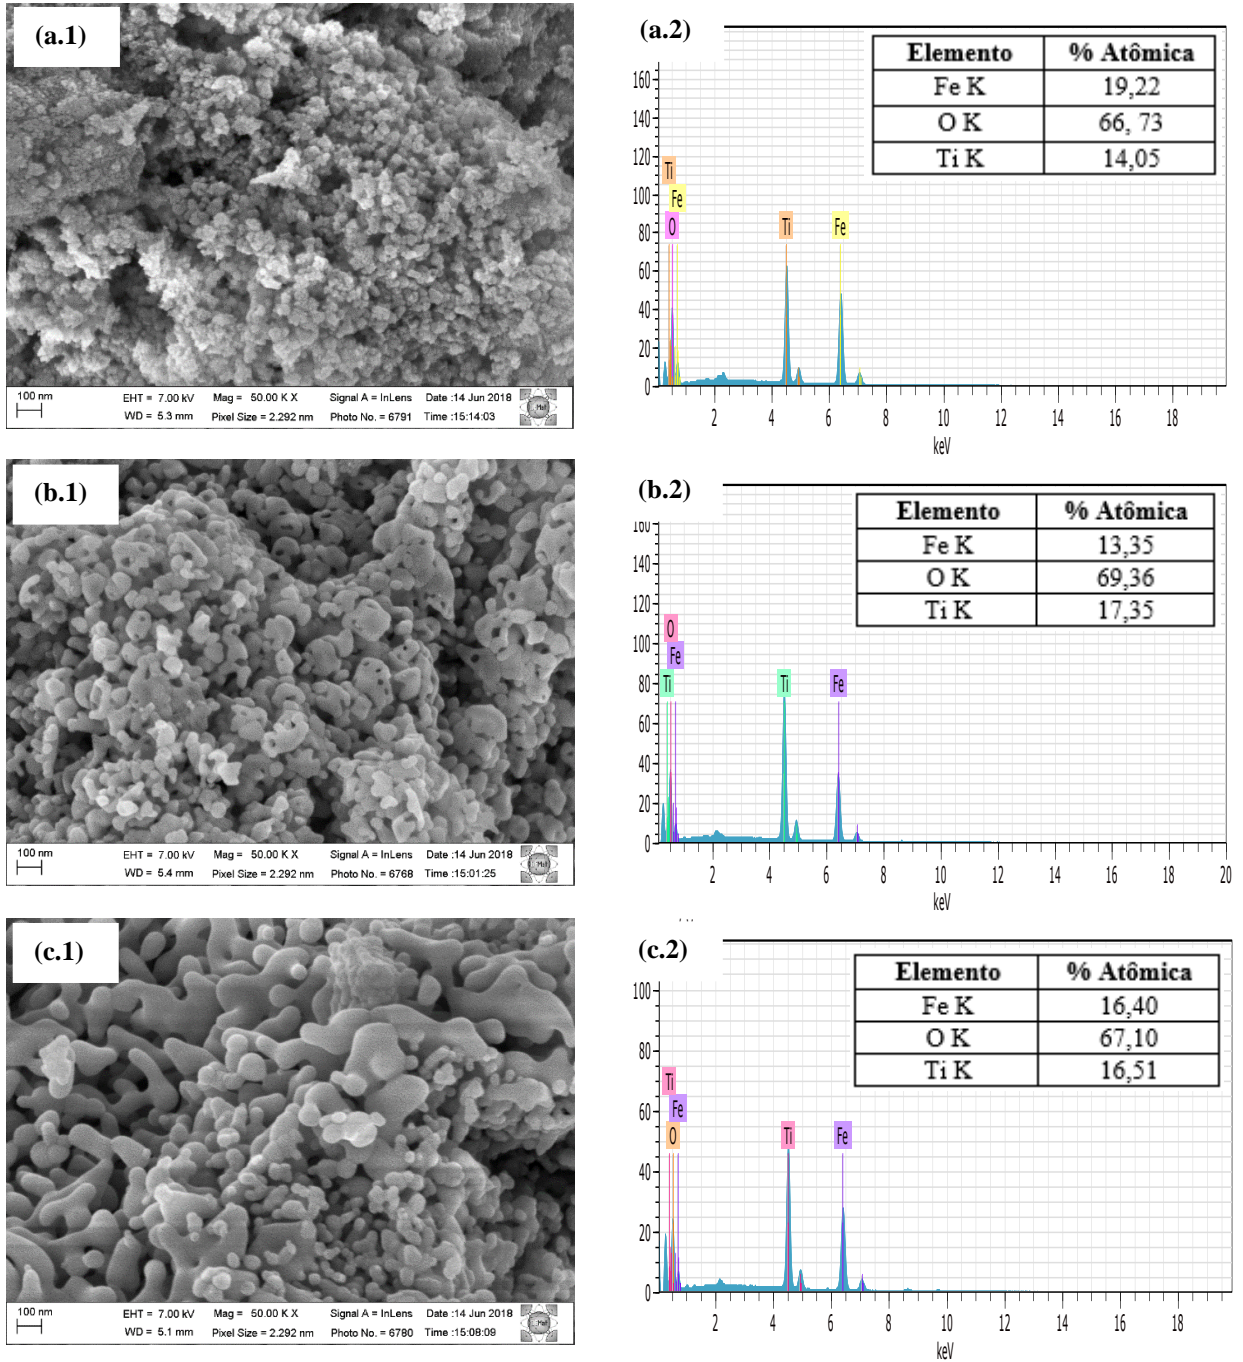 (a.1)
100 nm
EHT = 7.00 kV Mag = 50.00 K X Signal A = InLens Date :14 Jun 2018
WD = 5.3 mm Pixel Size = 2.292 nm Photo No. = 6791 Time :15:14:03
(a.2)
Elemento % Atômica
Fe K 19,22
O K 66, 73
Ti K 14,05
160
140
120
100
80
60
40
20
0
Ti
Fe
O
Ti
Fe
2 4 6 8 10 12 14 16 18
keV
(b.1)
100 nm
EHT = 7.00 kV Mag = 50.00 K X Signal A = InLens Date :14 Jun 2018
WD = 5.4 mm Pixel Size = 2.292 nm Photo No. = 6768 Time :15:01:25
(b.2)
Elemento % Atômica
Fe K 13,35
O K 69,36
Ti K 17,35
160
140
120
100
80
60
40
20
0
O
Fe
Ti
Ti
Fe
2 4 6 8 10 12 14 16 18 20
keV
(c.1)
100 nm
EHT = 7.00 kV Mag = 50.00 K X Signal A = InLens Date :14 Jun 2018
WD = 5.1 mm Pixel Size = 2.292 nm Photo No. = 6780 Time :15:08:09
(c.2)
Elemento % Atômica
Fe K 16,40
O K 67,10
Ti K 16,51
100
80
60
40
20
0
Ti
Fe
O
Ti
Fe
2 4 6 8 10 12 14 16 18
keV